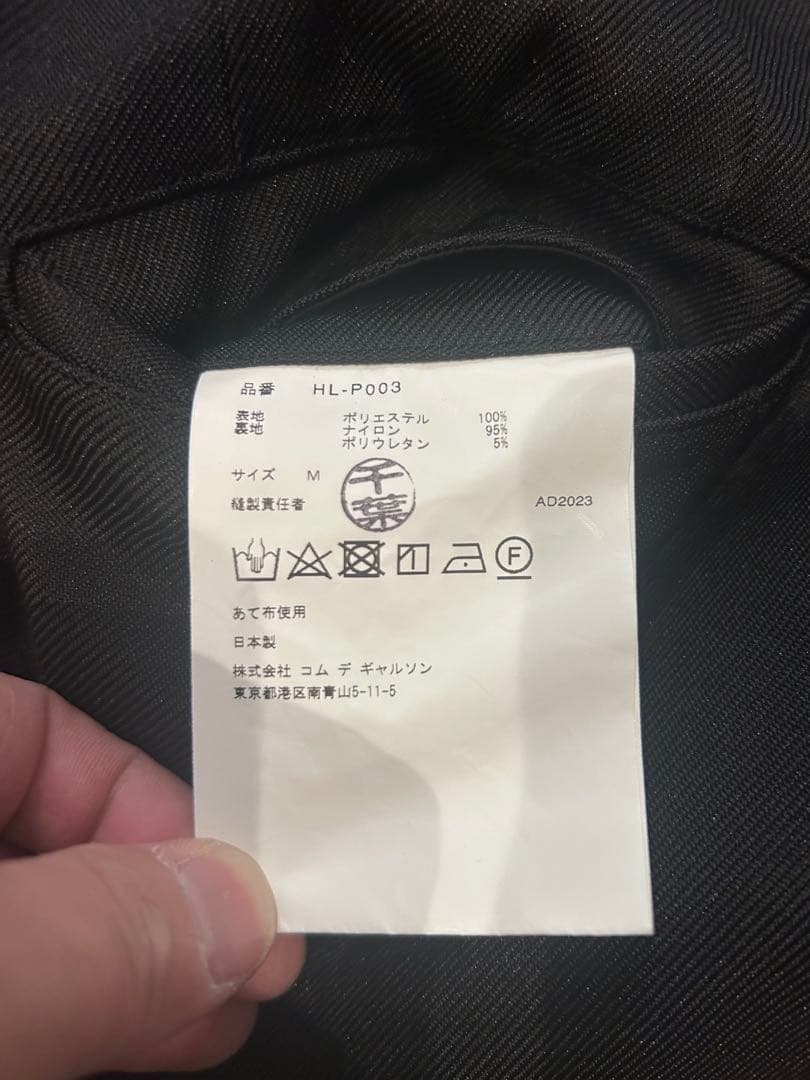 品番 HL-P003
表地 ポリエステル 100%
裏地 ナイロン 95%
ポリウレタン 5%
サイズ M
縫製責任者 千葉 AD2023
F
あて布使用
日本製
株式会社 コム デ ギャルソン
東京都港区南青山5-11-5